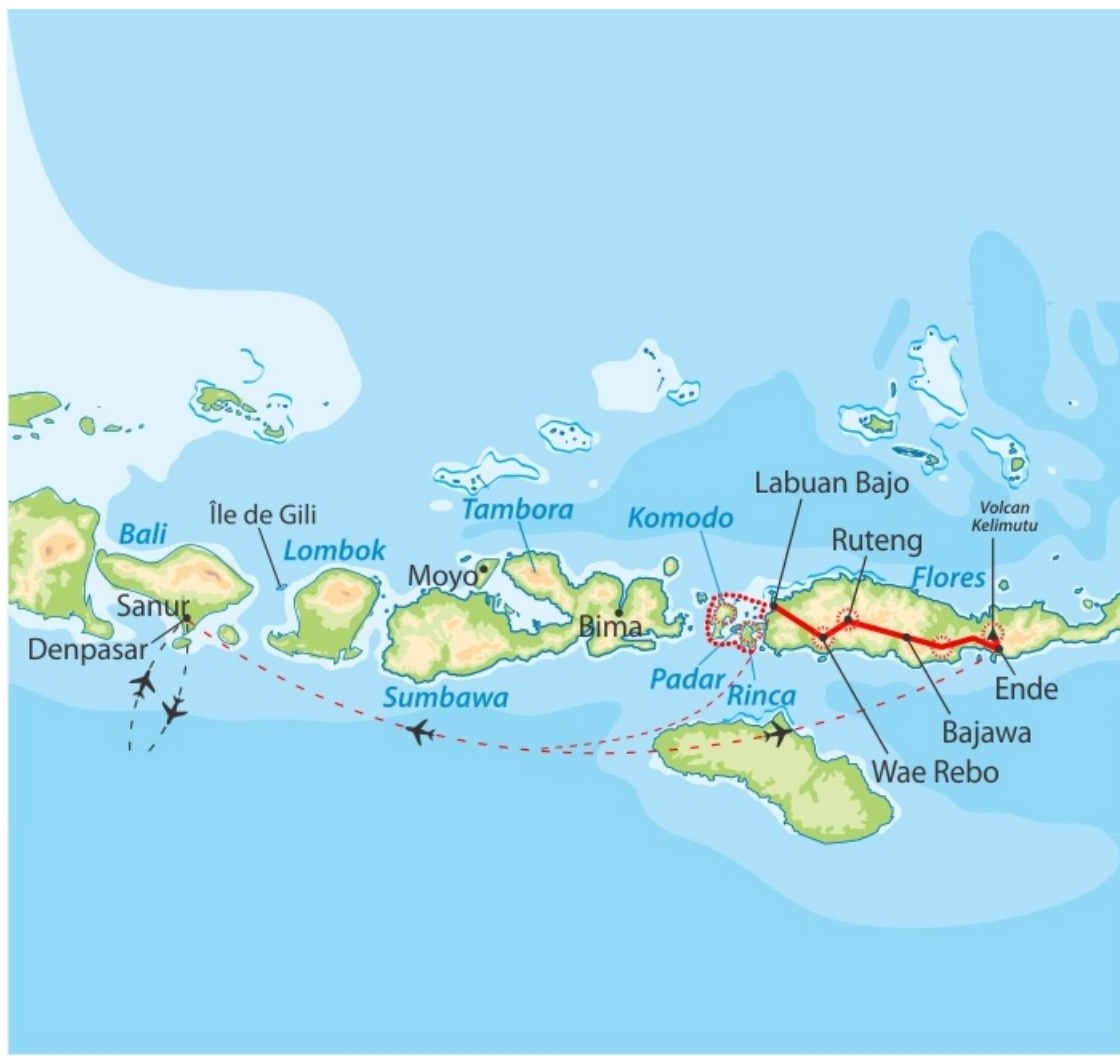 Labuan Bajo
Volcan
Kelimutu
Île de Gili
Tambora
Komodo
Bali
Lombok
Moyo
Ruteng
Flores
Sanur
Bima
Denpasar
Sumbawa
Padar
Rinca
Ende
Bajawa
Wae Rebo